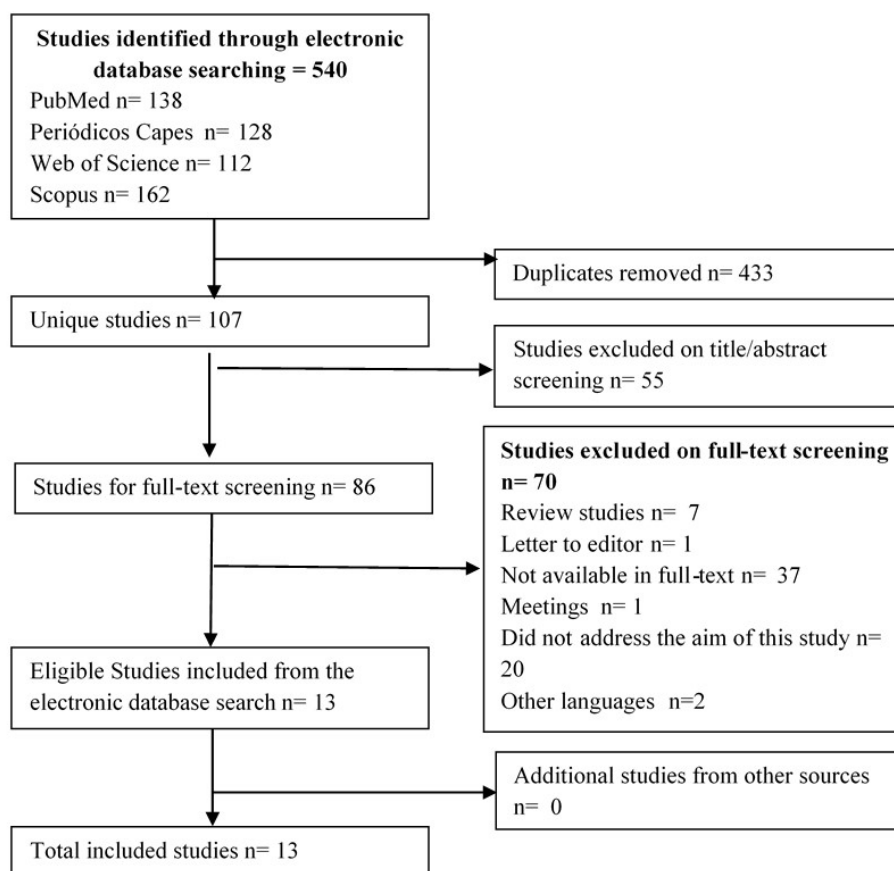 Studies identified through electronic
database searching = 540
PubMed n= 138
Periódicos Capes n= 128
Web of Science n= 112
Scopus n= 162
Duplicates removed n= 433
Unique studies n= 107
Studies excluded on title/abstract
screening n= 55
Studies for full-text screening n= 86
Studies excluded on full-text screening
n= 70
Review studies n= 7
Letter to editor n= 1
Not available in full-text n= 37
Meetings n= 1
Did not address the aim of this study n=
20
Other languages n=2
Eligible Studies included from the
electronic database search n= 13
Additional studies from other sources
n= 0
Total included studies n= 13